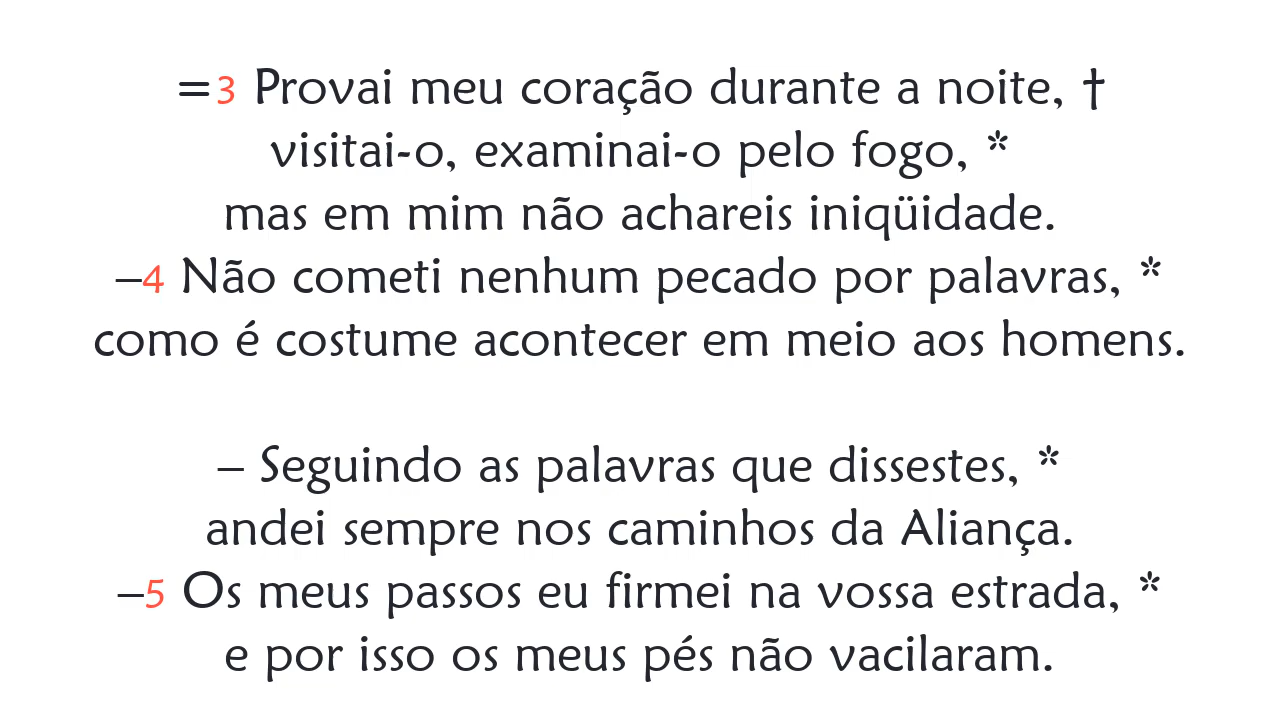 =3 Provai meu coração durante a noite, †
visitai-o, examinai-o pelo fogo, *
mas em mim não achareis iniqüidade.
–4 Não cometi nenhum pecado por palavras, *
como é costume acontecer em meio aos homens.
– Seguindo as palavras que dissestes, *
andei sempre nos caminhos da Aliança.
–5 Os meus passos eu firmei na vossa estrada, *
e por isso os meus pés não vacilaram.